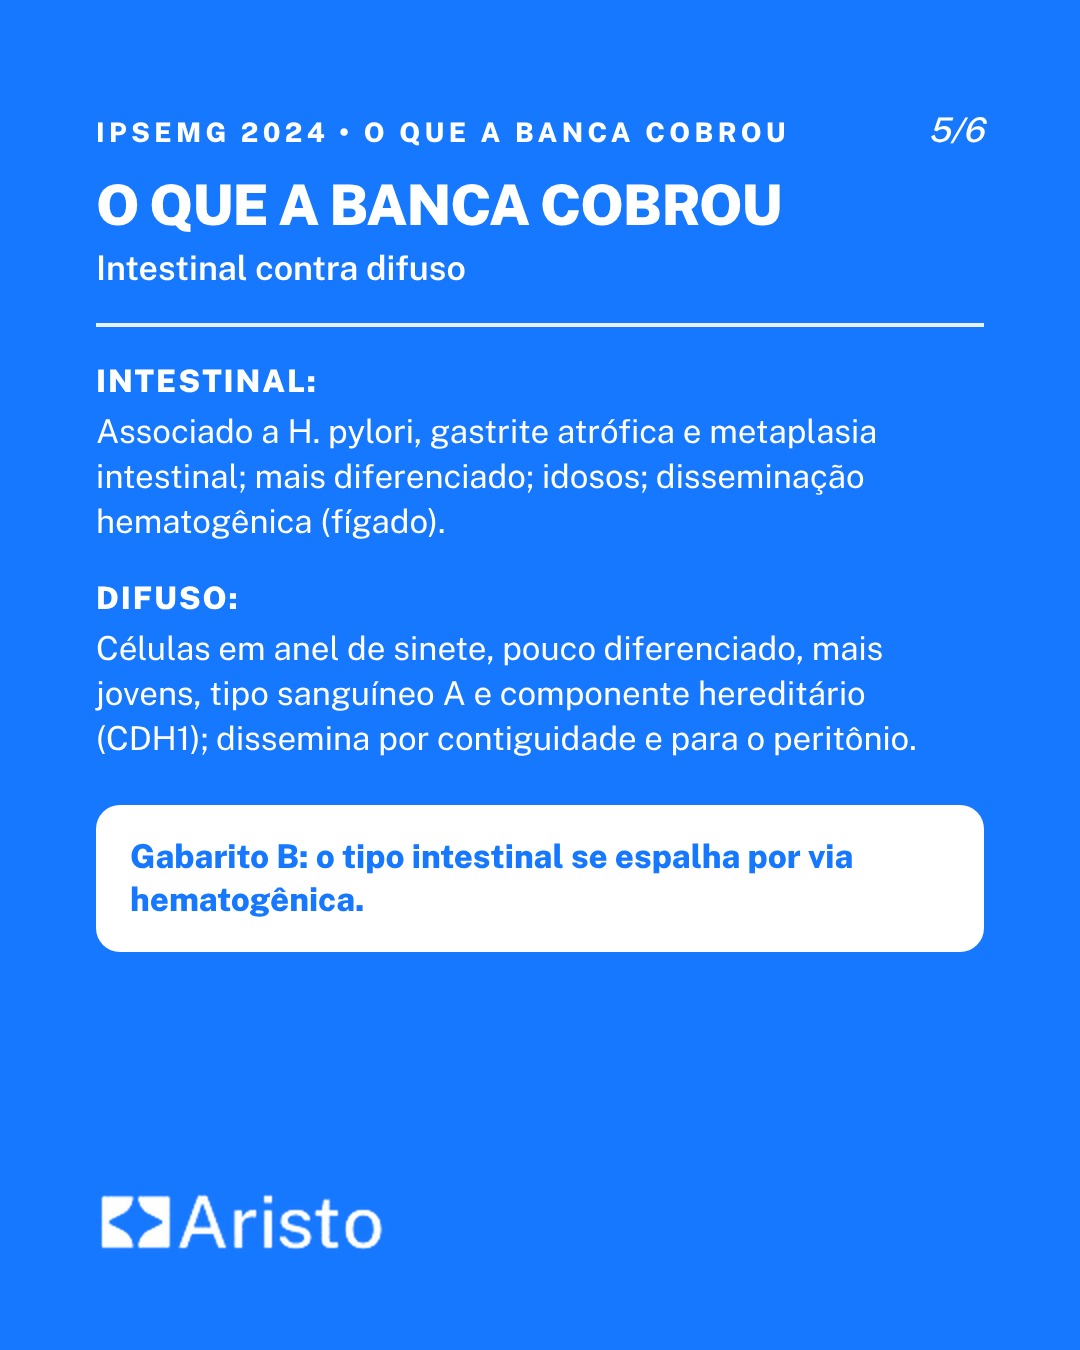 IPSEMG 2024 • O QUE A BANCA COBROU
5/6
O QUE A BANCA COBROU
Intestinal contra difuso
INTESTINAL:
Associado a H. pylori, gastrite atrófica e metaplasia
intestinal; mais diferenciado; idosos; disseminação
hematogênica (fígado).
DIFUSO:
Células em anel de sinete, pouco diferenciado, mais
jovens, tipo sanguíneo A e componente hereditário
(CDH1); dissemina por contiguidade e para o peritônio.
Gabarito B: o tipo intestinal se espalha por via
hematogênica.
Aristo